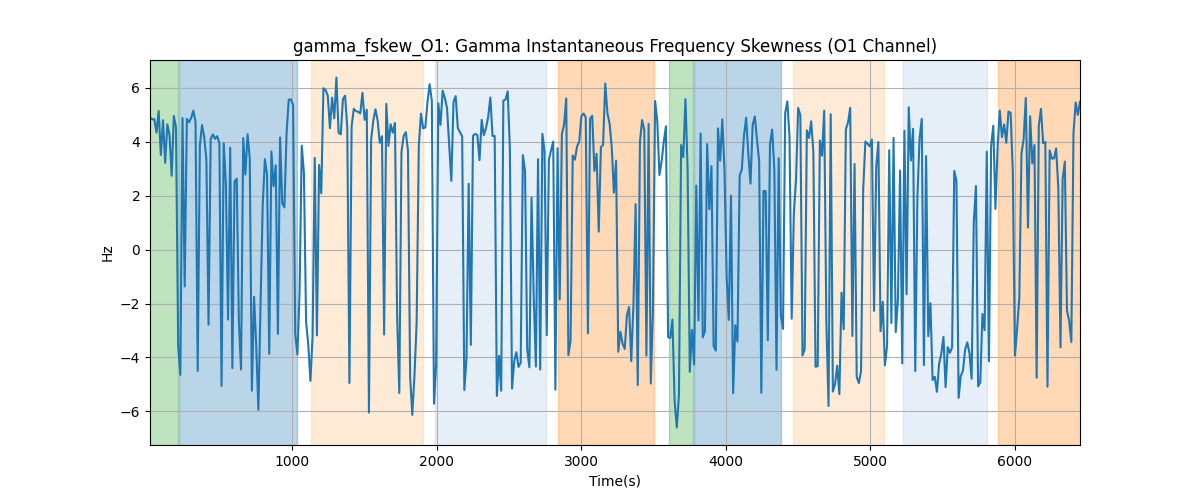 gamma_fskew_O1: Gamma Instantaneous Frequency Skewness (O1 Channel)
6
4
2
0
−2
−4
−6
Hz
1000 2000 3000 4000 5000 6000
Time(s)